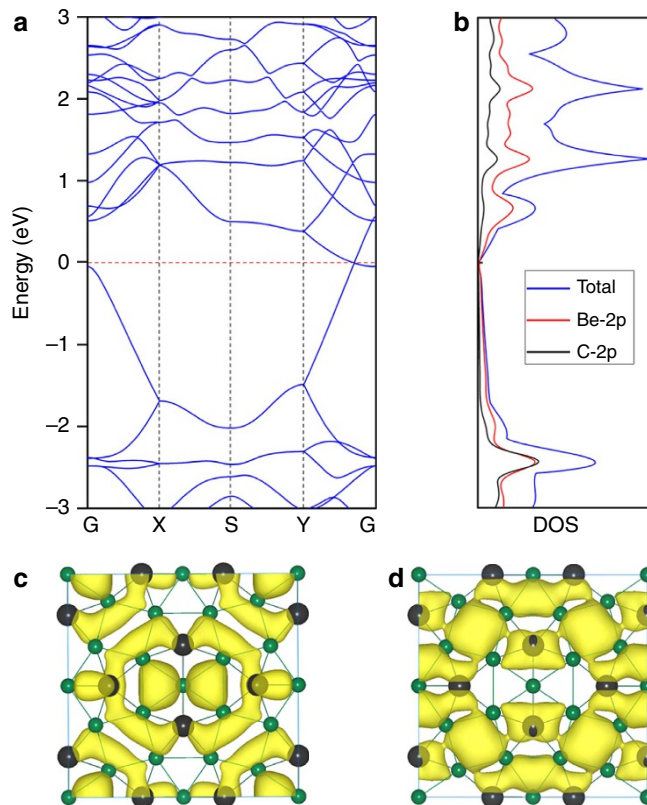 a
3
2
1
0
–1
–2
–3
Energy (eV)
G X S Y G
b
Total
Be-2p
C-2p
DOS
c
d